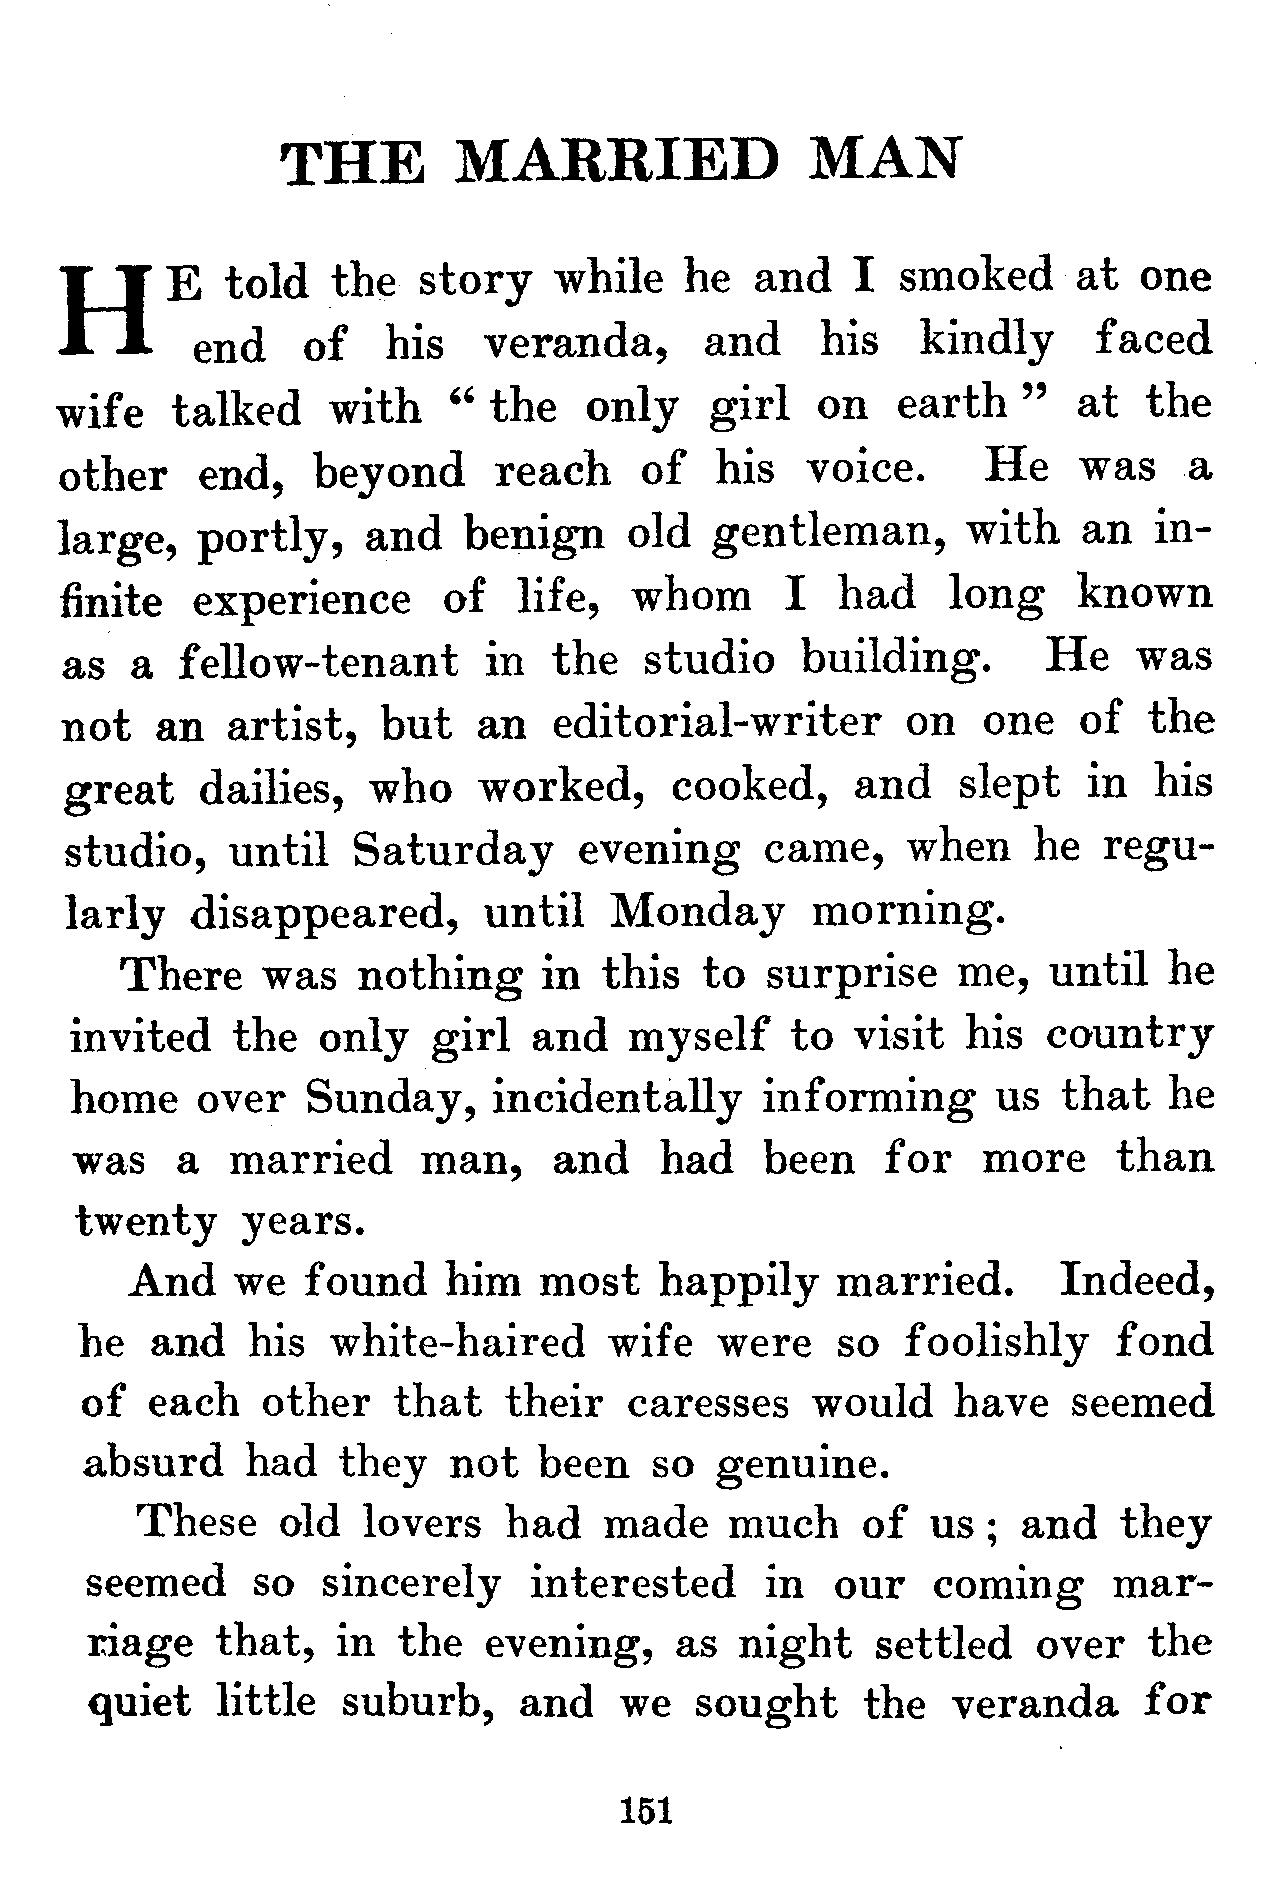 THE MARRIED MAN
HE told the story while he and I smoked at one
end of his veranda, and his kindly faced
wife talked with “ the only girl on earth ” at the
other end, beyond reach of his voice. He was a
large, portly, and benign old gentleman, with an in-
finite experience of life, whom I had long known
as a fellow-tenant in the studio building. He was
not an artist, but an editorial-writer on one of the
great dailies, who worked, cooked, and slept in his
studio, until Saturday evening came, when he regu-
larly disappeared, until Monday morning.
There was nothing in this to surprise me, until he
invited the only girl and myself to visit his country
home over Sunday, incidentally informing us that he
was a married man, and had been for more than
twenty years.
And we found him most happily married. Indeed,
he and his white-haired wife were so foolishly fond
of each other that their caresses would have seemed
absurd had they not been so genuine.
These old lovers had made much of us ; and they
seemed so sincerely interested in our coming mar-
riage that, in the evening, as night settled over the
quiet little suburb, and we sought the veranda for
151